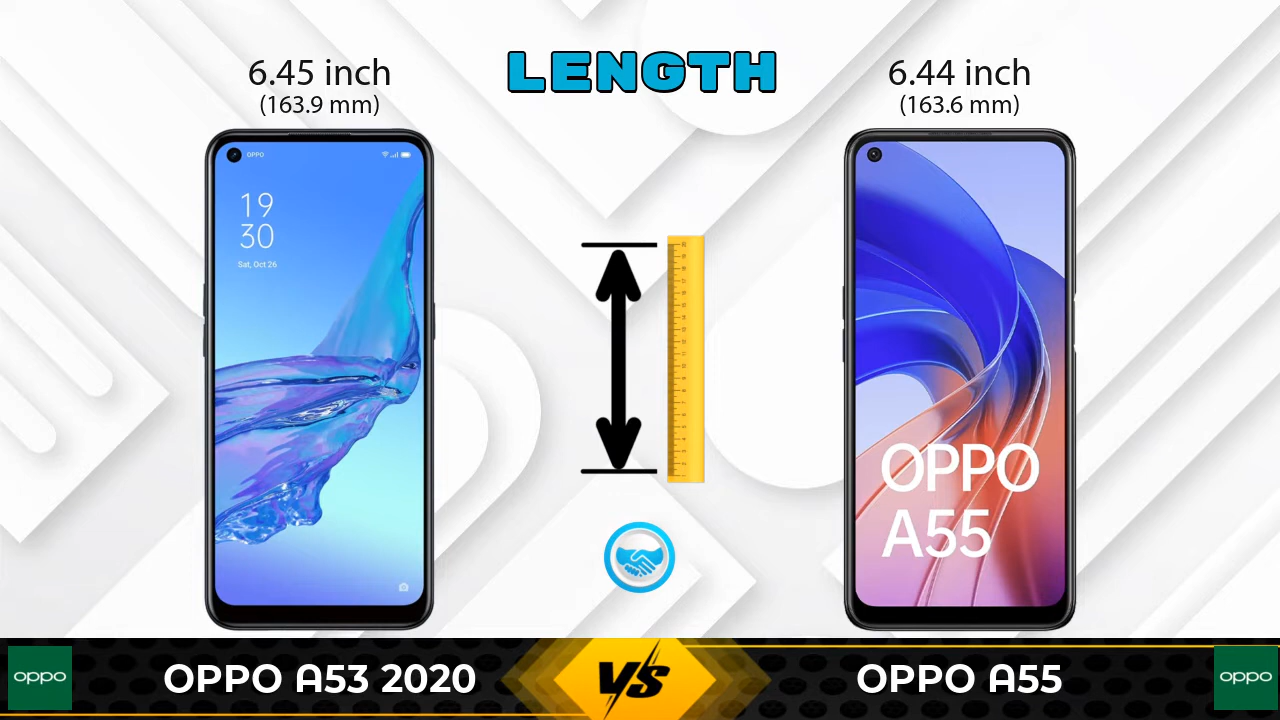 LENGTH
6.45 inch
(163.9 mm)
6.44 inch
(163.6 mm)
OPPO
19
30
Sat, Oct 26
OPPO
A55
oppo
OPPO A53 2020
VS
OPPO A55
oppo